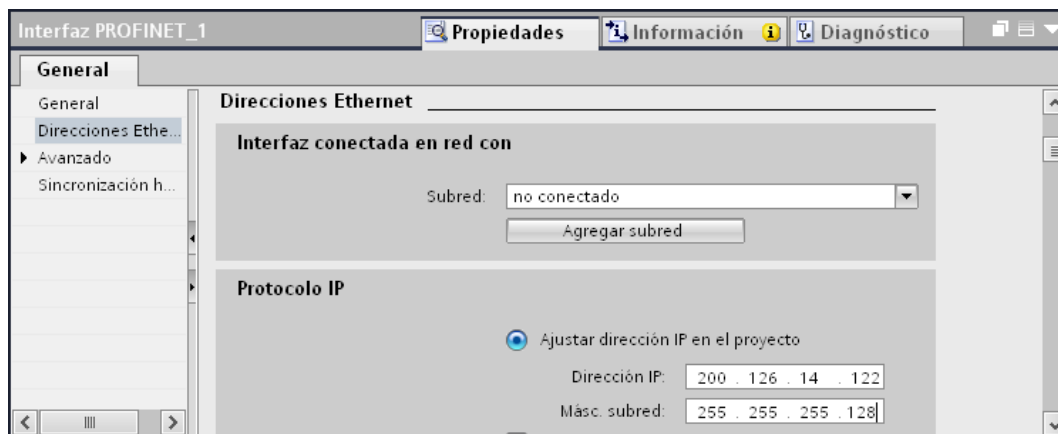 Interfaz PROFINET_1
Propiedades
Información
Diagnóstico
General
General
Direcciones Ethe...
Avanzado
Sincronización h...
Direcciones Ethernet
Interfaz conectada en red con
Subred: no conectado
Agregar subred
Protocolo IP
Ajustar dirección IP en el proyecto
Dirección IP: 200 . 126 . 14 . 122
Másc. subred: 255 . 255 . 255 . 128